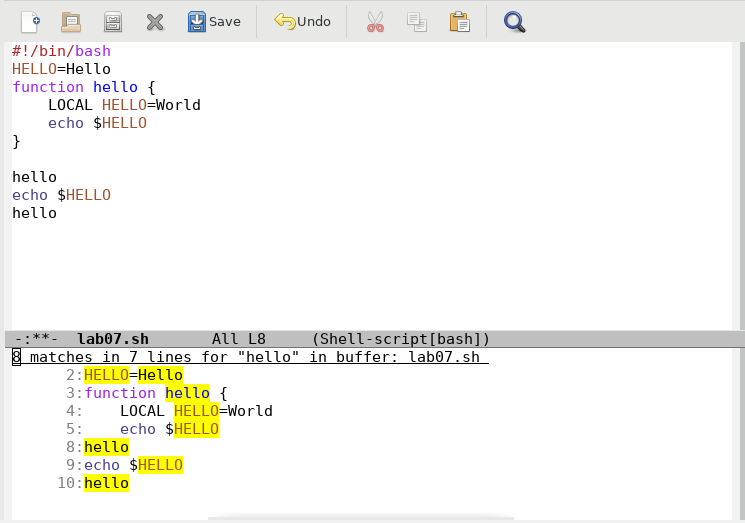 Save Undo
#!/bin/bash
HELLO=Hello
function hello {
    LOCAL HELLO=World
    echo $HELLO
}
hello
echo $HELLO
hello
-:**-  lab07.sh       All L8     (Shell-script[bash])
8 matches in 7 lines for "hello" in buffer: lab07.sh
      2:HELLO=Hello
      3:function hello {
      4:    LOCAL HELLO=World
      5:    echo $HELLO
      8:hello
      9:echo $HELLO
     10:hello